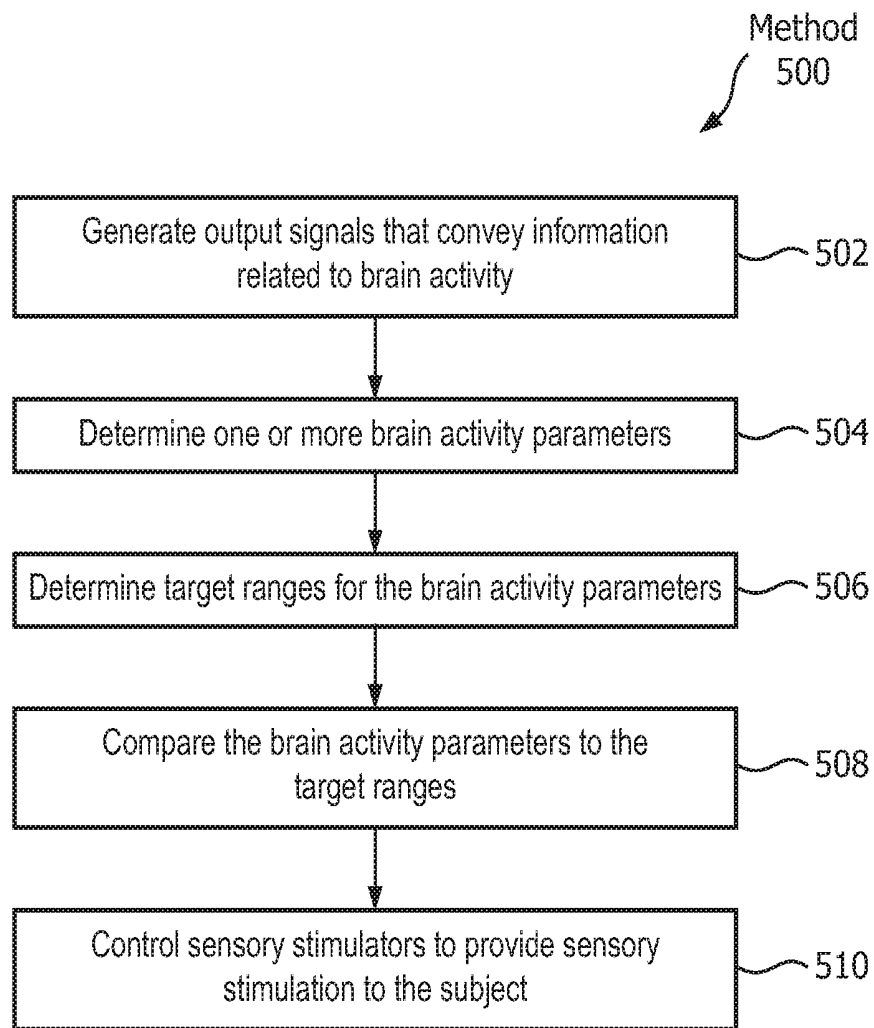 Method
500
Generate output signals that convey information
related to brain activity
502
Determine one or more brain activity parameters
504
Determine target ranges for the brain activity parameters
506
Compare the brain activity parameters to the
target ranges
508
Control sensory stimulators to provide sensory
stimulation to the subject
510